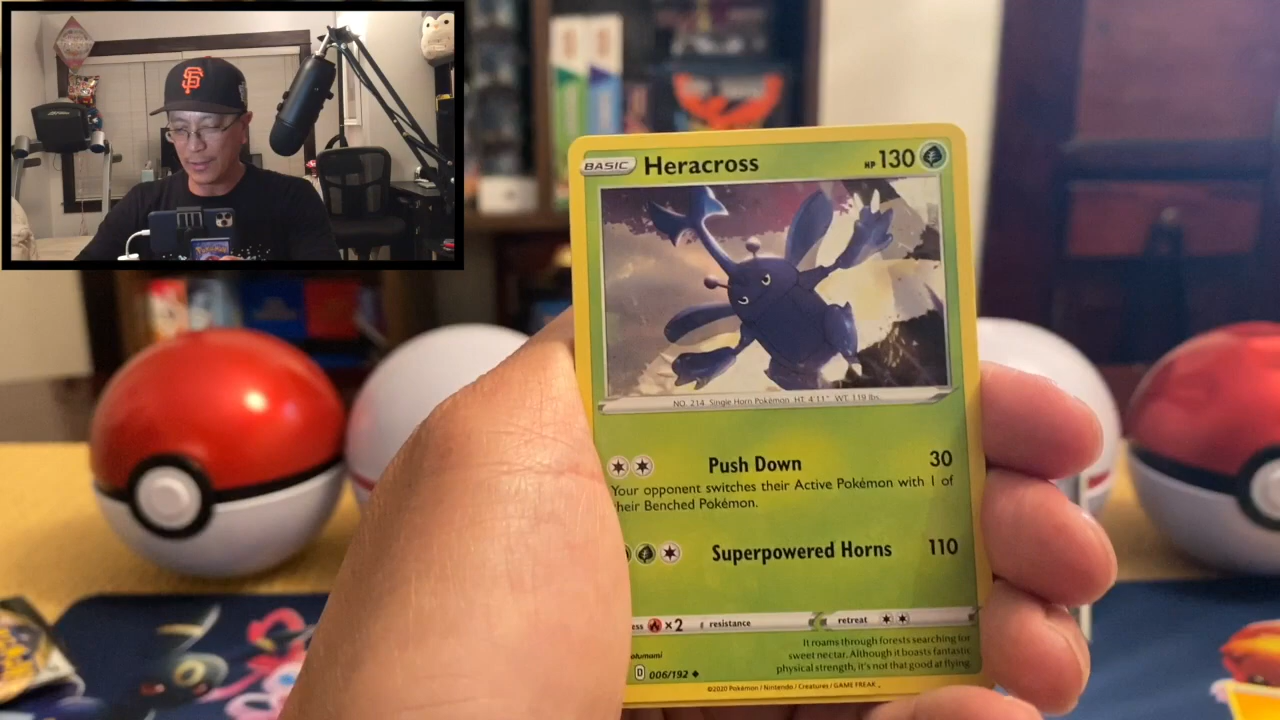 SF
BASIC Heracross HP 130
NO. 214 Single Horn Pokémon HT. 4'11" WT. 119 lbs.
Push Down 30
Your opponent switches their Active Pokémon with 1 of
heir Benched Pokémon.
Superpowered Horns 110
ess ×2 resistance retreat
It roams through forests searching for
sweet nectar. Although it boasts fantastic
physical strength, it's not that good at flying.
D 006/192
©2020 Pokémon / Nintendo / Creatures / GAME FREAK